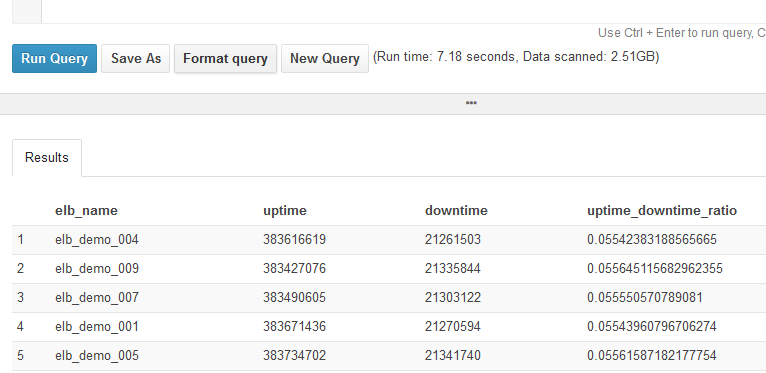 Use Ctrl + Enter to run query, C
Run Query Save As Format query New Query (Run time: 7.18 seconds, Data scanned: 2.51GB)
Results
elb_name uptime downtime uptime_downtime_ratio
1 elb_demo_004 383616619 21261503 0.05542383188565665
2 elb_demo_009 383427076 21335844 0.055645115682962355
3 elb_demo_007 383490605 21303122 0.055550570789081
4 elb_demo_001 383671436 21270594 0.05543960796706274
5 elb_demo_005 383734702 21341740 0.05561587182177754